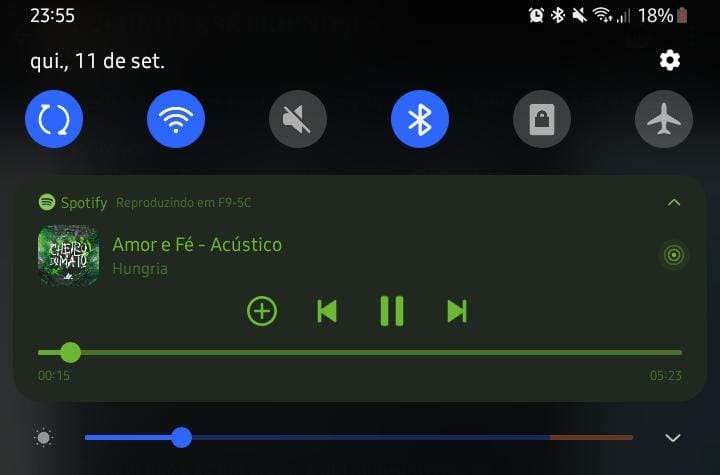 23:55 18%
qui., 11 de set.
Spotify Reproduzindo em F9-5C
CHEIRO
DO MATO
Amor e Fé - Acústico
Hungria
00:15 05:23